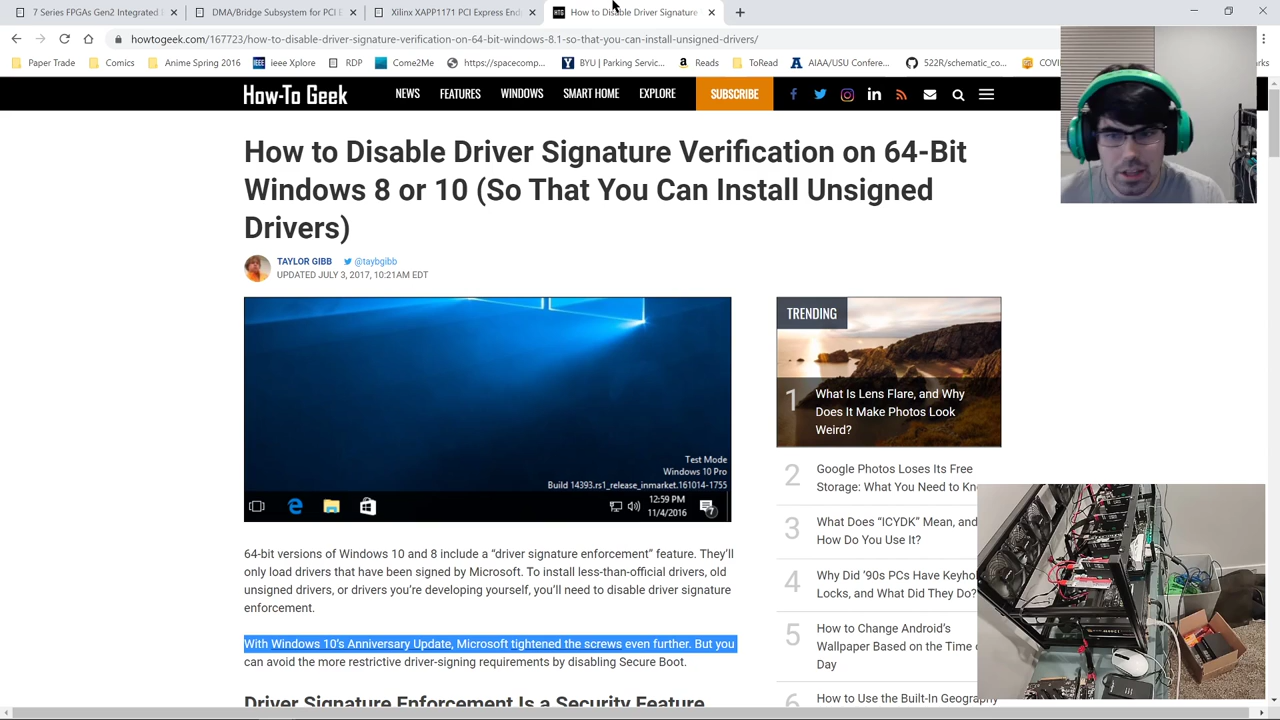 7 Series FPGAs Gen2 Integrated
DMA/Bridge Subsystem for PCI E
Xilinx XAPP1171 PCI Express End
How to Disable Driver Signature
howtogeek.com/167723/how-to-disable-driver-signature-verification-on-64-bit-windows-8.1-so-that-you-can-install-unsigned-drivers/
Paper Trade
Comics
Anime Spring 2016
Ieee Xplore
RDP
Come2Me
https://spacecomp...
BYU | Parking Servic...
Reads
ToRead
AIAA/USU Confere...
522R/schematic_co...
COVI
How-To Geek
NEWS
FEATURES
WINDOWS
SMART HOME
EXPLORE
SUBSCRIBE
How to Disable Driver Signature Verification on 64-Bit
Windows 8 or 10 (So That You Can Install Unsigned
Drivers)
TAYLOR GIBB
@taybgibb
UPDATED JULY 3, 2017, 10:21AM EDT
Test Mode
Windows 10 Pro
Build 14393.rs1_release_inmarket.161014-1755
12:59 PM
11/4/2016
7
64-bit versions of Windows 10 and 8 include a “driver signature enforcement” feature. They’ll
only load drivers that have been signed by Microsoft. To install less-than-official drivers, old
unsigned drivers, or drivers you’re developing yourself, you’ll need to disable driver signature
enforcement.
With Windows 10’s Anniversary Update, Microsoft tightened the screws even further. But you
can avoid the more restrictive driver-signing requirements by disabling Secure Boot.
Driver Signature Enforcement Is a Security Feature
TRENDING
1
What Is Lens Flare, and Why
Does It Make Photos Look
Weird?
2
Google Photos Loses Its Free
Storage: What You Need to Kn
3
What Does “ICYDK” Mean, and
How Do You Use It?
4
Why Did ’90s PCs Have Keyho
Locks, and What Did They Do?
5
How to Change Android’s
Wallpaper Based on the Time o
Day
6
How to Use the Built-In Geography